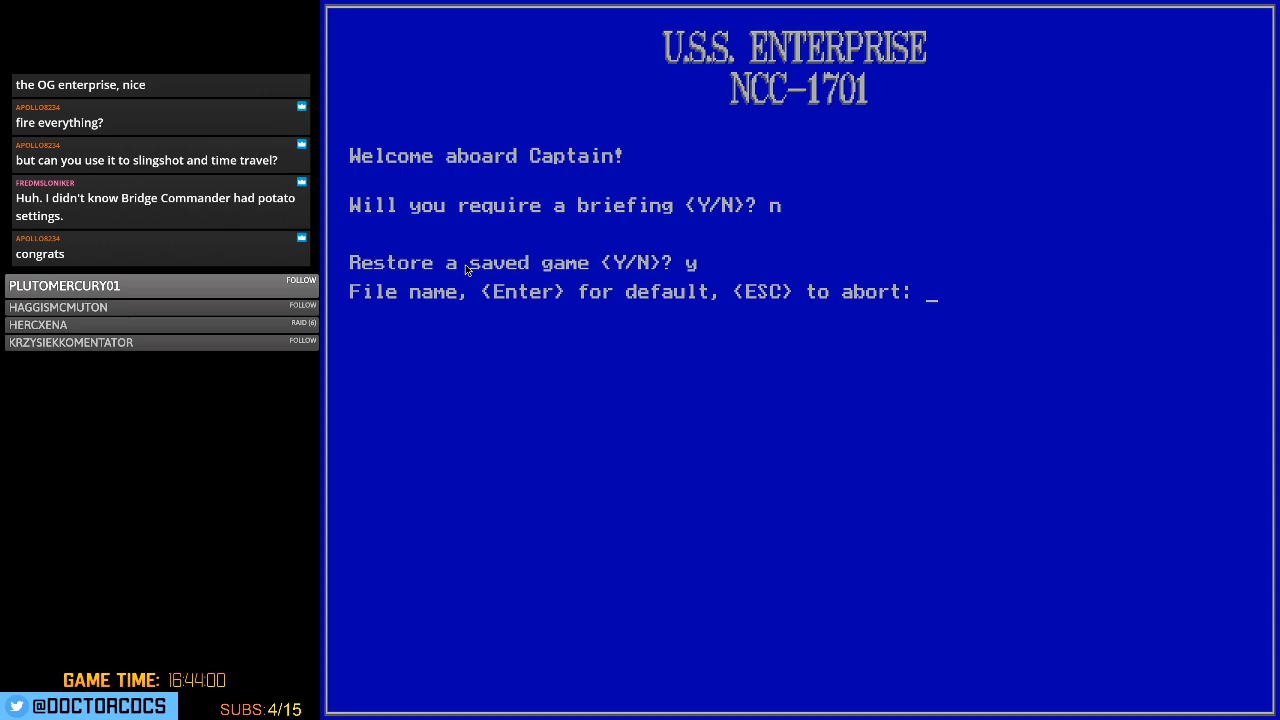 the OG enterprise, nice
APOLLO8234
fire everything?
APOLLO8234
but can you use it to slingshot and time travel?
FREDMSLONIKER
Huh. I didn't know Bridge Commander had potato
settings.
APOLLO8234
congrats
PLUTOMERCURY01 FOLLOW
HAGGISMCMUTON FOLLOW
HERCXENA RAID (6)
KRZYSIEKKOMENTATOR FOLLOW
GAME TIME: 16:44:00
@DOCTORCOCS SUBS: 4/15
U.S.S. ENTERPRISE
NCC-1701
Welcome aboard Captain!
Will you require a briefing <Y/N>? n
Restore a saved game <Y/N>? y
File name, <Enter> for default, <ESC> to abort: _